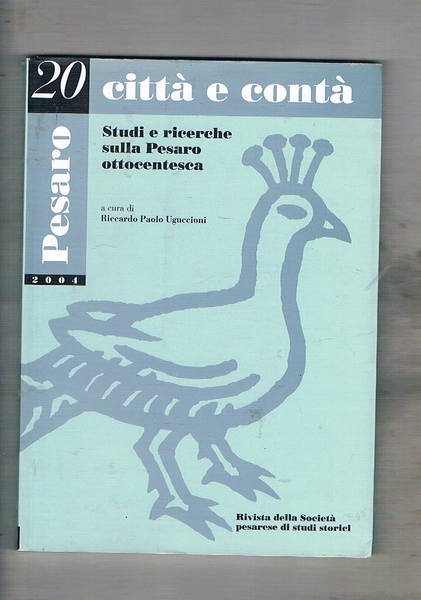 20 città e contà
Pesaro
2004
Studi e ricerche
sulla Pesaro
ottocentesca
a cura di
Riccardo Paolo Uguccioni
Rivista della Società
pesarese di studi storici